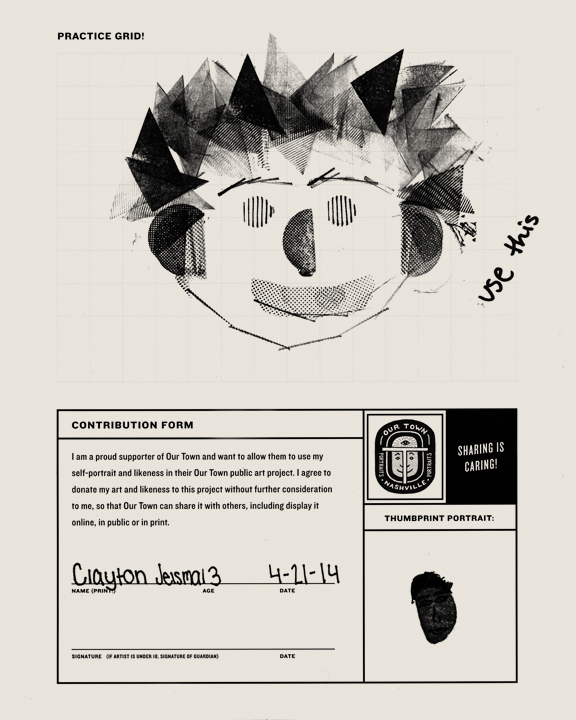 PRACTICE GRID!
use this
CONTRIBUTION FORM
I am a proud supporter of Our Town and want to allow them to use my
self-portrait and likeness in their Our Town public art project. I agree to
donate my art and likeness to this project without further consideration
to me, so that Our Town can share it with others, including display it
online, in public or in print.
Clayton 13 4-21-14
NAME (PRINT) AGE DATE
SIGNATURE (IF ARTIST IS UNDER 18, SIGNATURE OF GUARDIAN) DATE
OUR TOWN
PORTRAITS PORTRAITS
NASHVILLE
SHARING IS
CARING!
THUMBPRINT PORTRAIT: